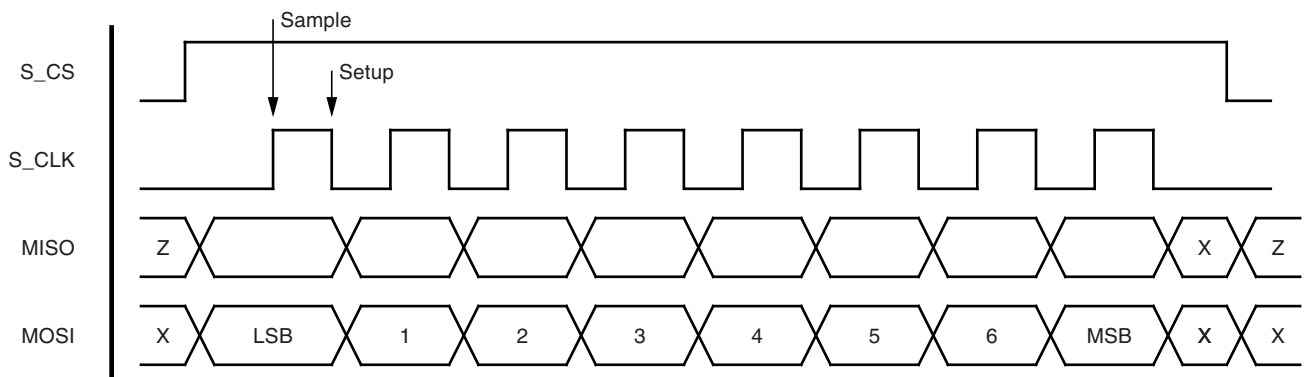 Sample
S_CS
Setup
S_CLK
MISO Z X Z
MOSI X LSB 1 2 3 4 5 6 MSB X X